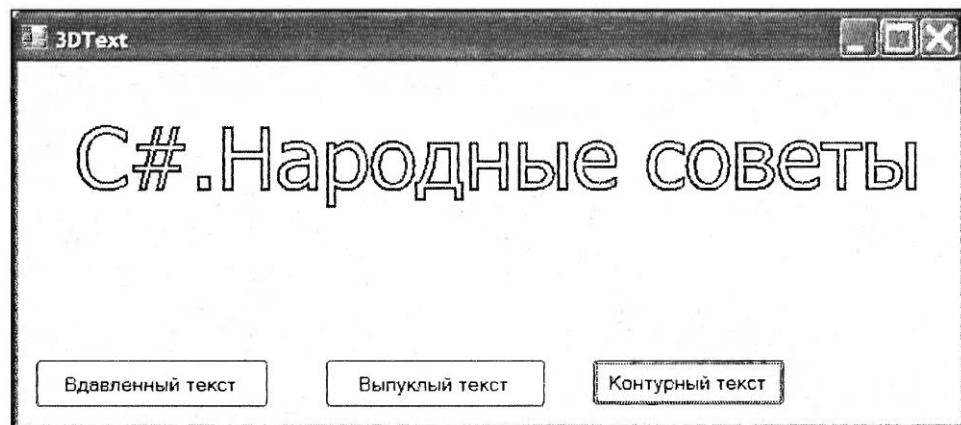 3DText
C#.Народные советы
Вдавленный текст Выпуклый текст Контурный текст